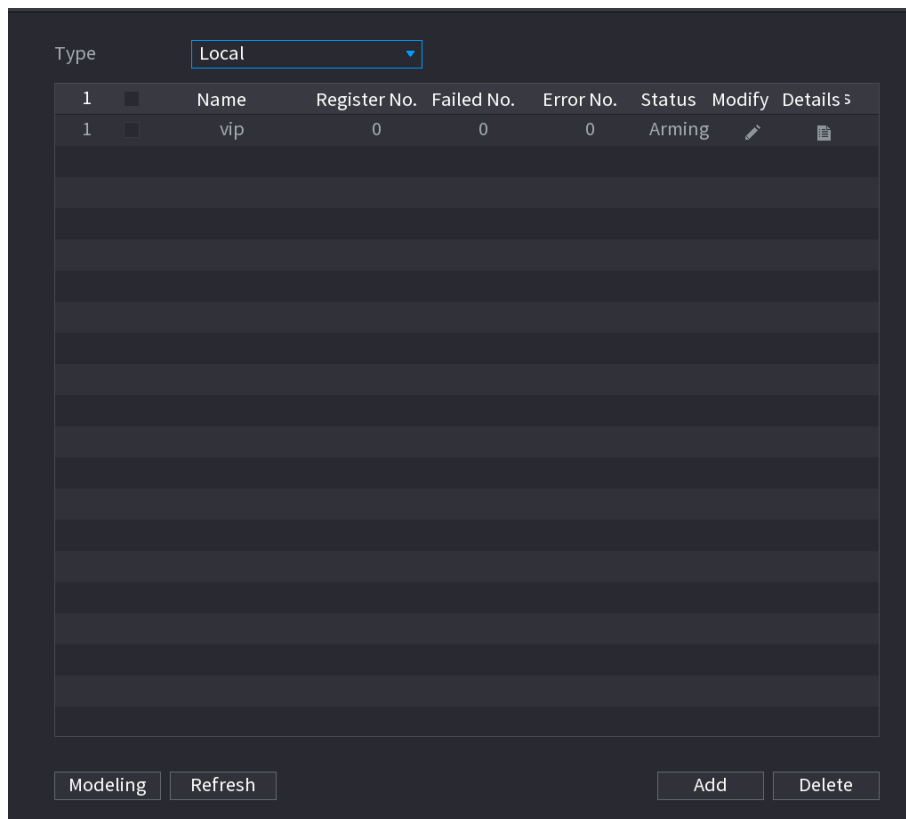 Type Local
1 Name Register No. Failed No. Error No. Status Modify Details s
1 vip 0 0 0 Arming
Modeling Refresh Add Delete